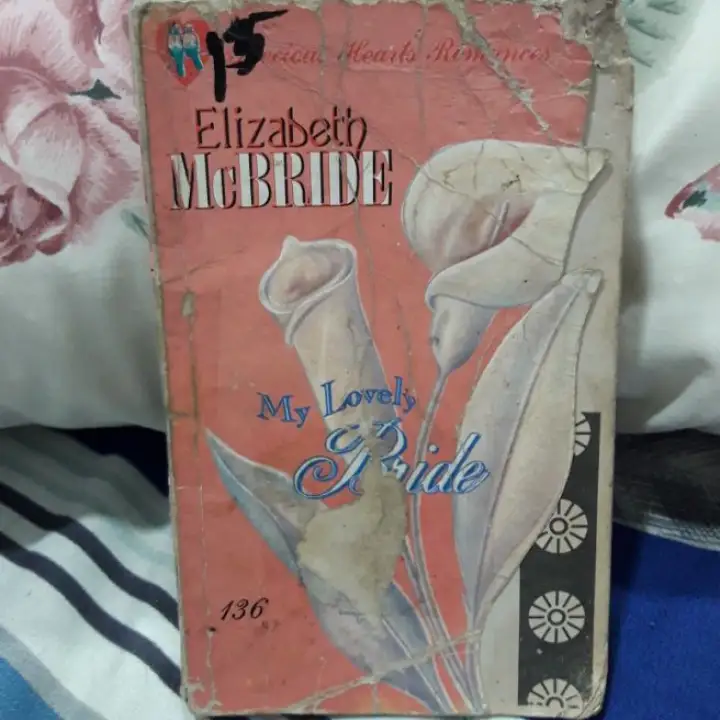 15
Hearts Romances
Elizabeth
McBRIDE
My Lovely
Bride
136